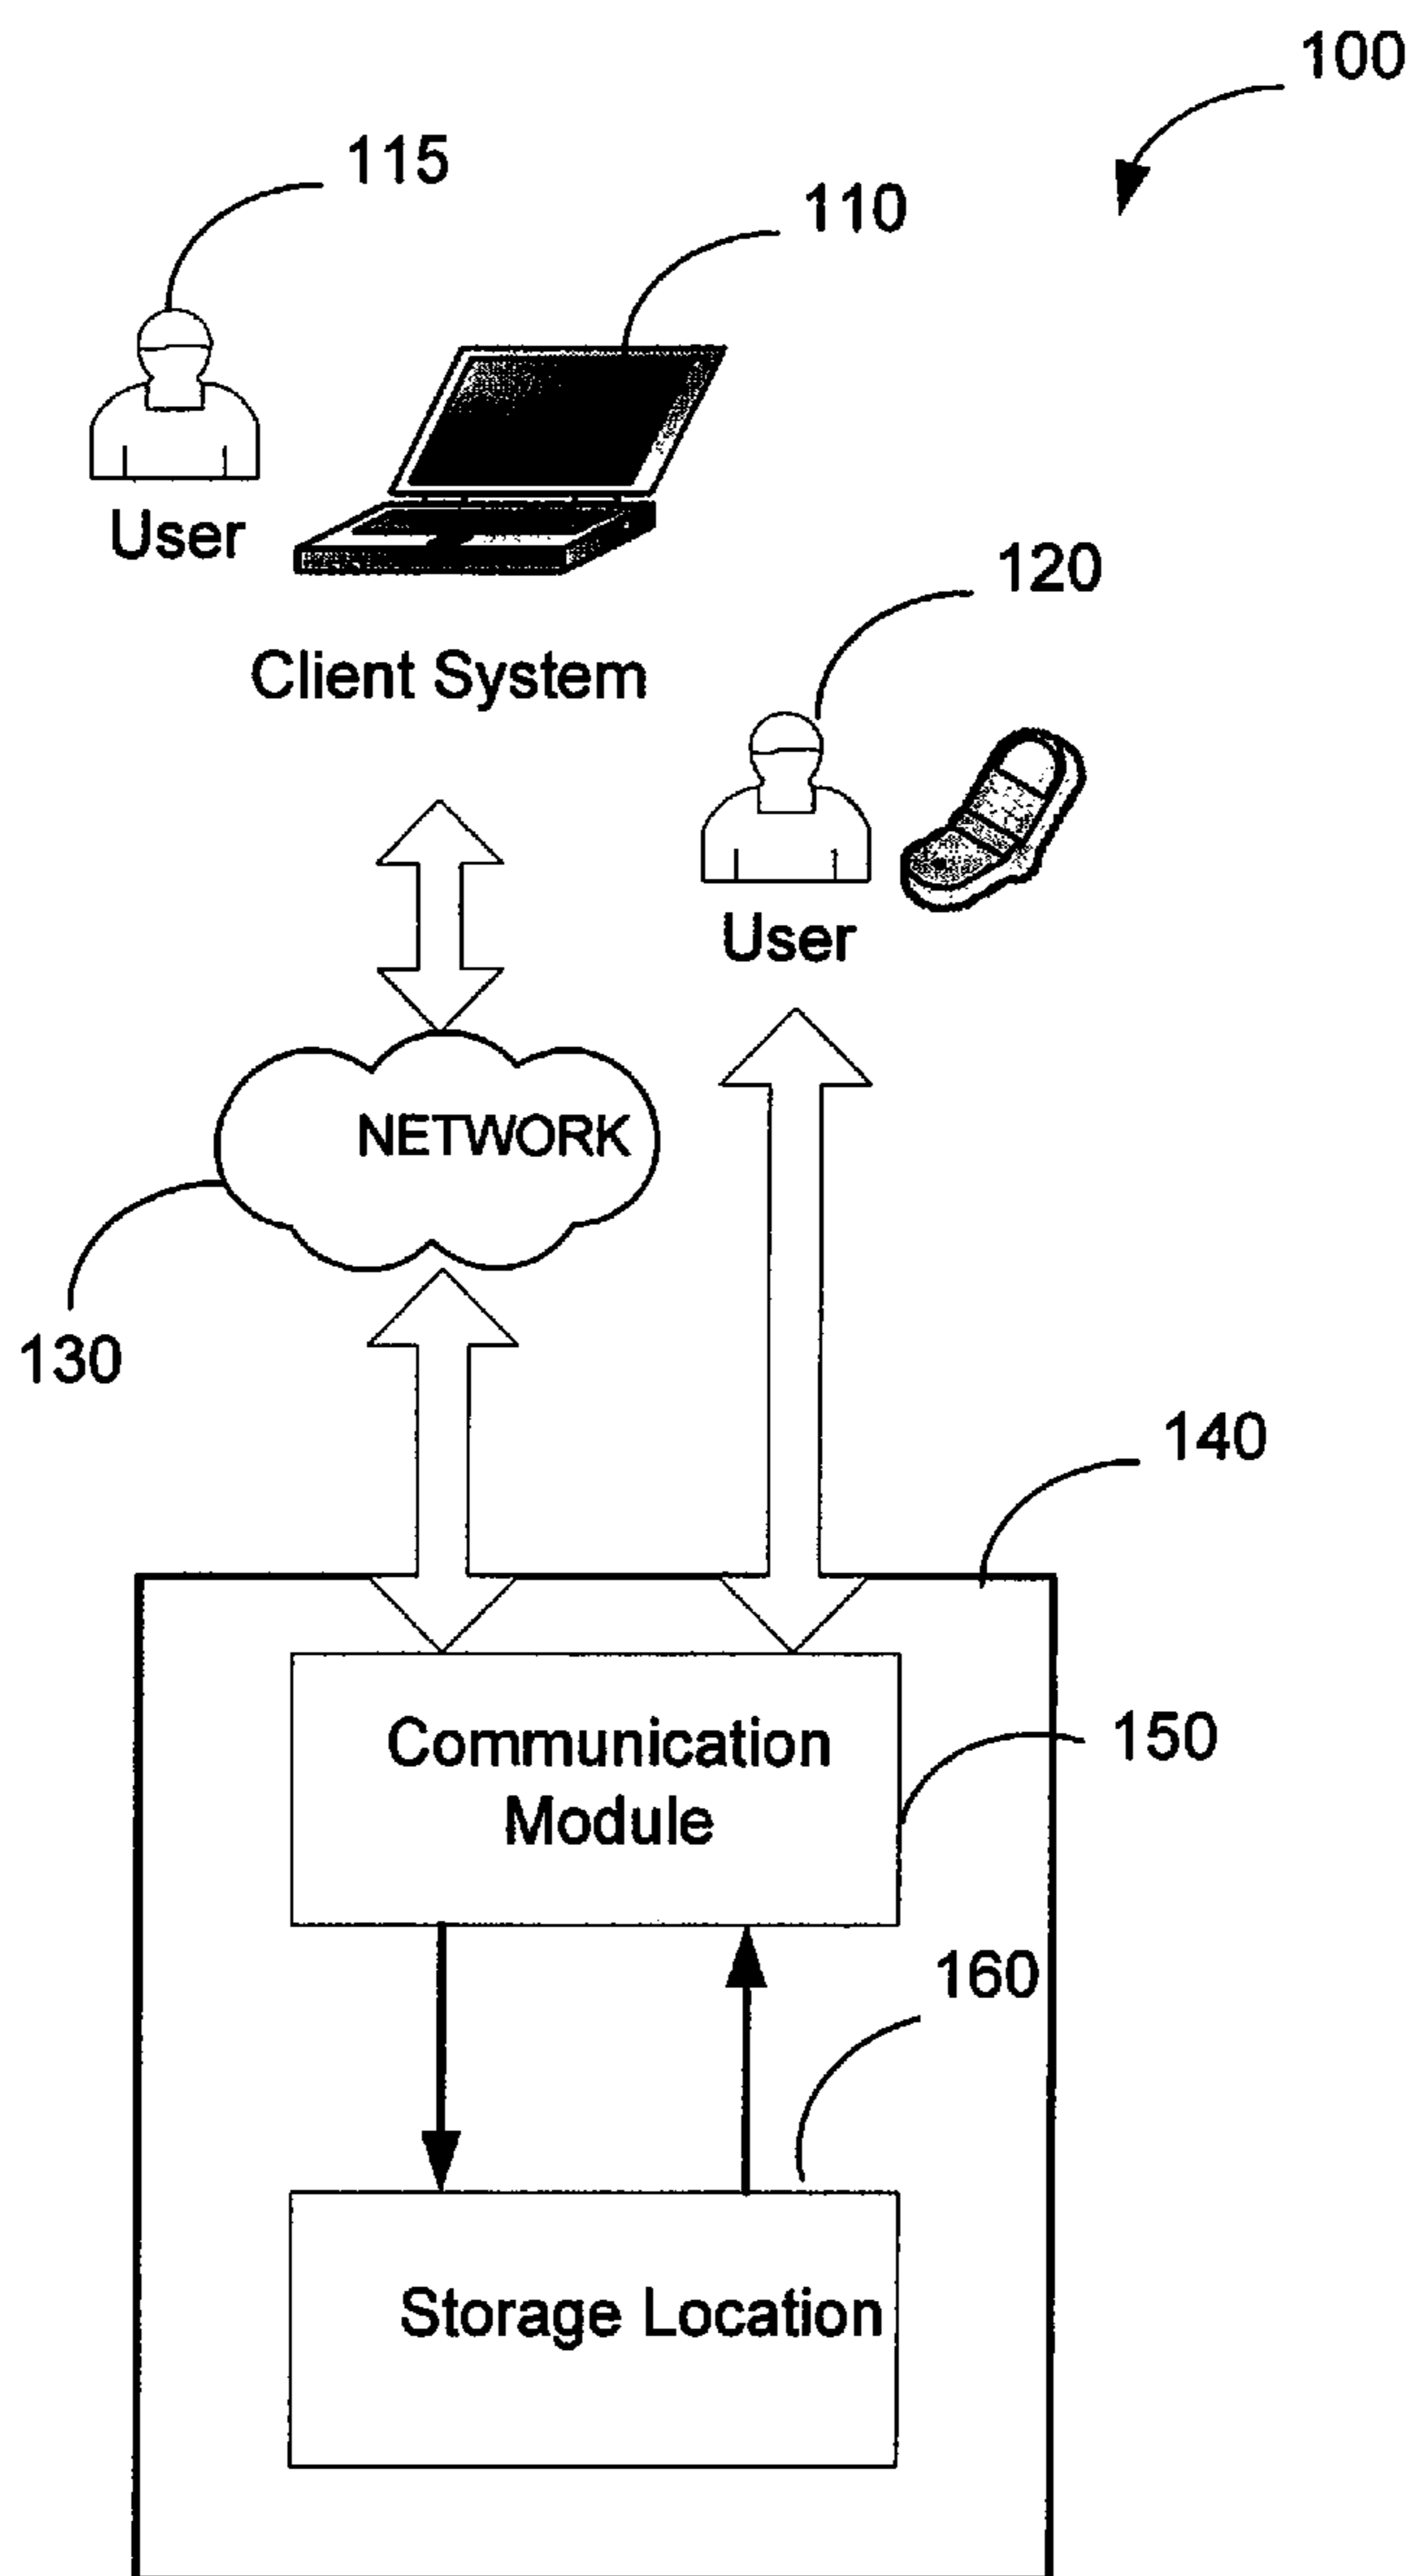 100
115
110
User
120
Client System
User
NETWORK
130
140
Communication
Module
150
160
Storage Location